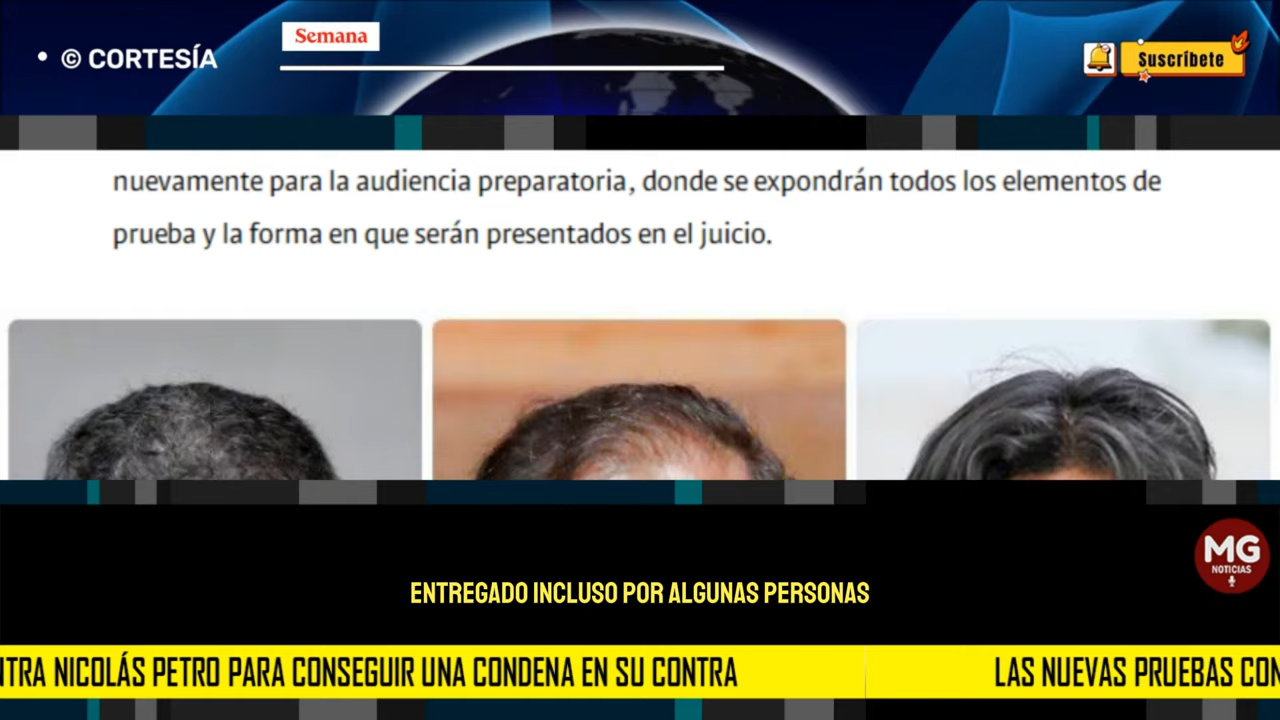 • © CORTESÍA
Semana
Suscríbete
nuevamente para la audiencia preparatoria, donde se expondrán todos los elementos de
prueba y la forma en que serán presentados en el juicio.
MG
NOTICIAS
ENTREGADO INCLUSO POR ALGUNAS PERSONAS
NTRA NICOLÁS PETRO PARA CONSEGUIR UNA CONDENA EN SU CONTRA
LAS NUEVAS PRUEBAS CON